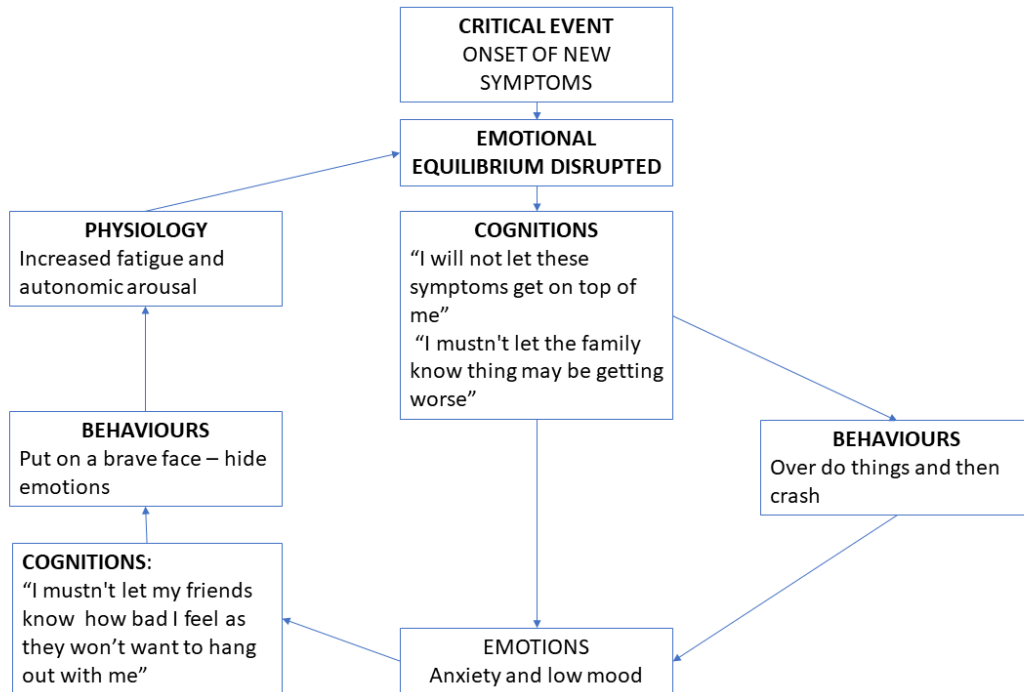 CRITICAL EVENT
ONSET OF NEW
SYMPTOMS
EMOTIONAL
EQUILIBRIUM DISRUPTED
PHYSIOLOGY
Increased fatigue and
autonomic arousal
COGNITIONS
“I will not let these
symptoms get on top of
me”
“I mustn't let the family
know thing may be getting
worse”
BEHAVIOURS
Put on a brave face – hide
emotions
BEHAVIOURS
Over do things and then
crash
COGNITIONS:
“I mustn't let my friends
know how bad I feel as
they won’t want to hang
out with me”
EMOTIONS
Anxiety and low mood